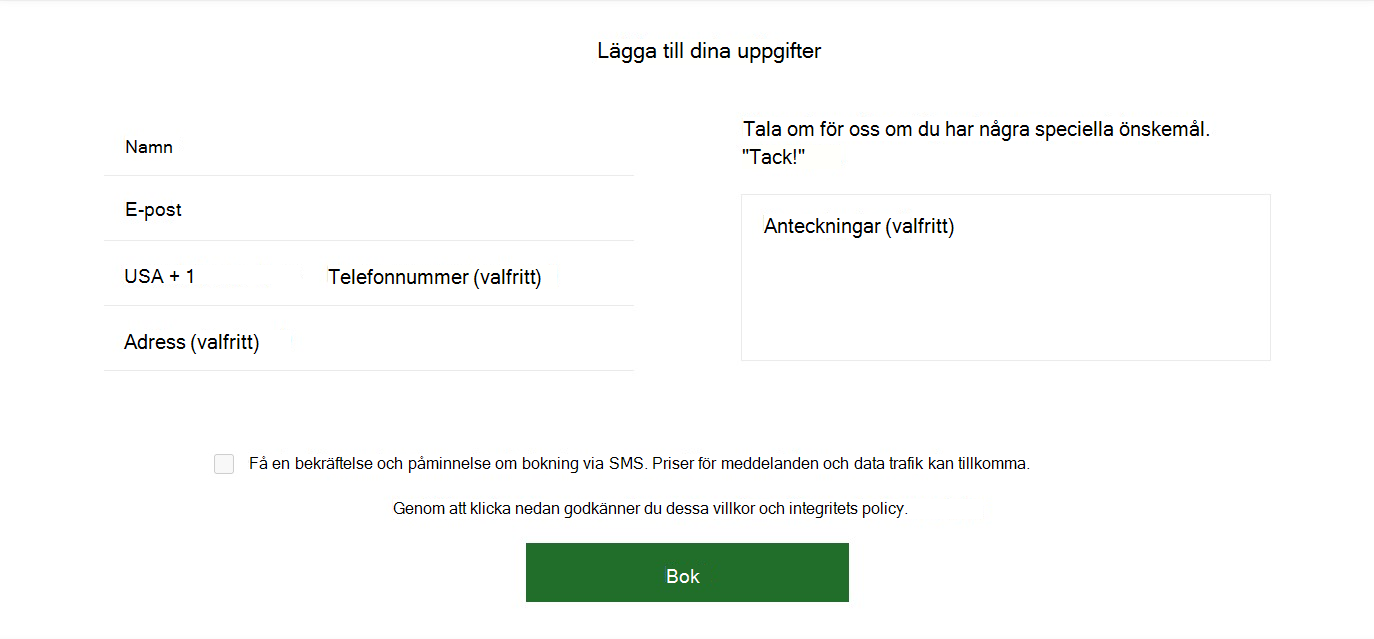 Lägga till dina uppgifter
Namn
E-post
USA + 1 Telefonnummer (valfritt)
Adress (valfritt)
Tala om för oss om du har några speciella önskemål.
"Tack!"
Anteckningar (valfritt)
Få en bekräftelse och påminnelse om bokning via SMS. Priser för meddelanden och data trafik kan tillkomma.
Genom att klicka nedan godkänner du dessa villkor och integritets policy.
Bok